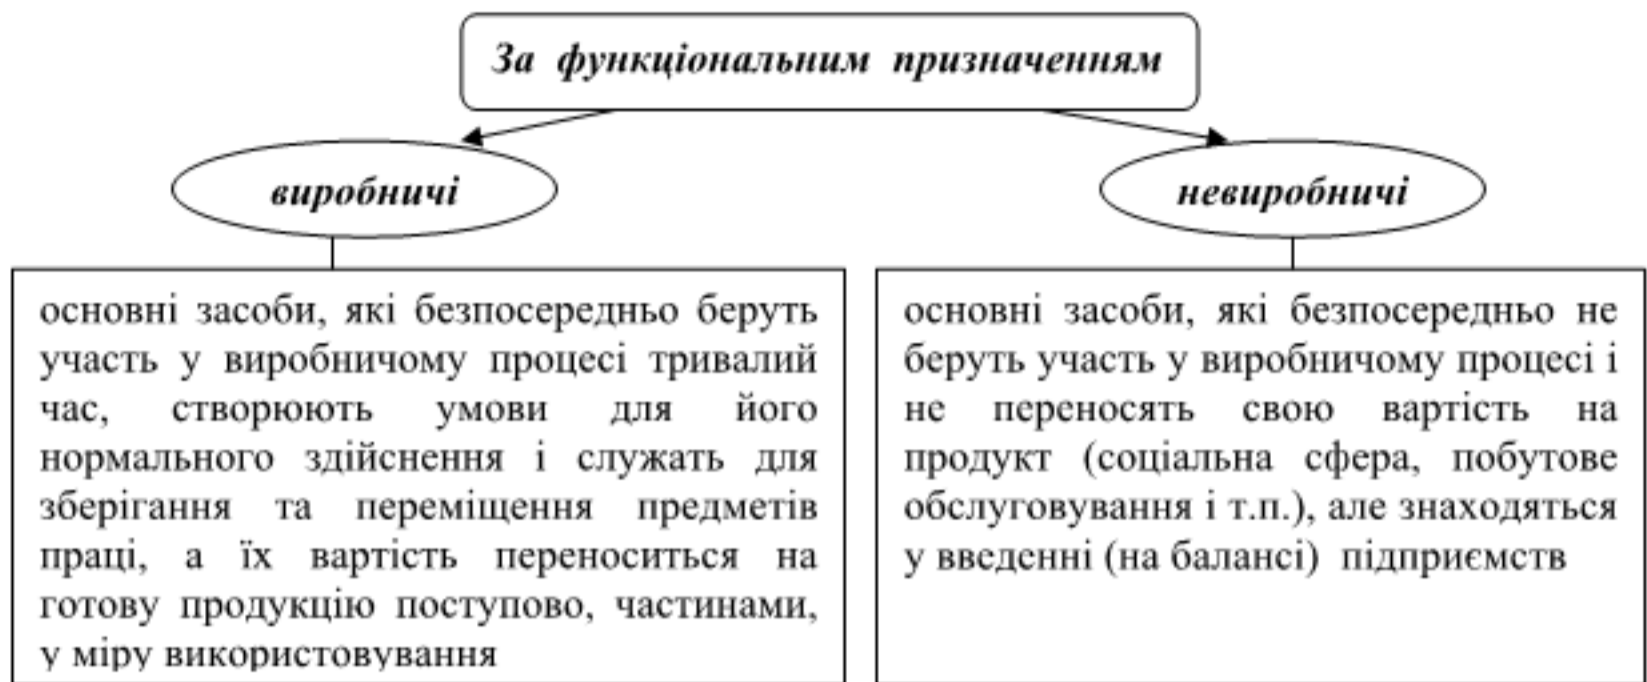 За функціональним призначенням
виробничі
невиробничі
основні засоби, які безпосередньо беруть
участь у виробничому процесі тривалий
час, створюють умови для його
нормального здійснення і служать для
зберігання та переміщення предметів
праці, а їх вартість переноситься на
готову продукцію поступово, частинами,
у міру використовування
основні засоби, які безпосередньо не
беруть участь у виробничому процесі і
не переносять свою вартість на
продукт (соціальна сфера, побутове
обслуговування і т.п.), але знаходяться
у введенні (на балансі) підприємств